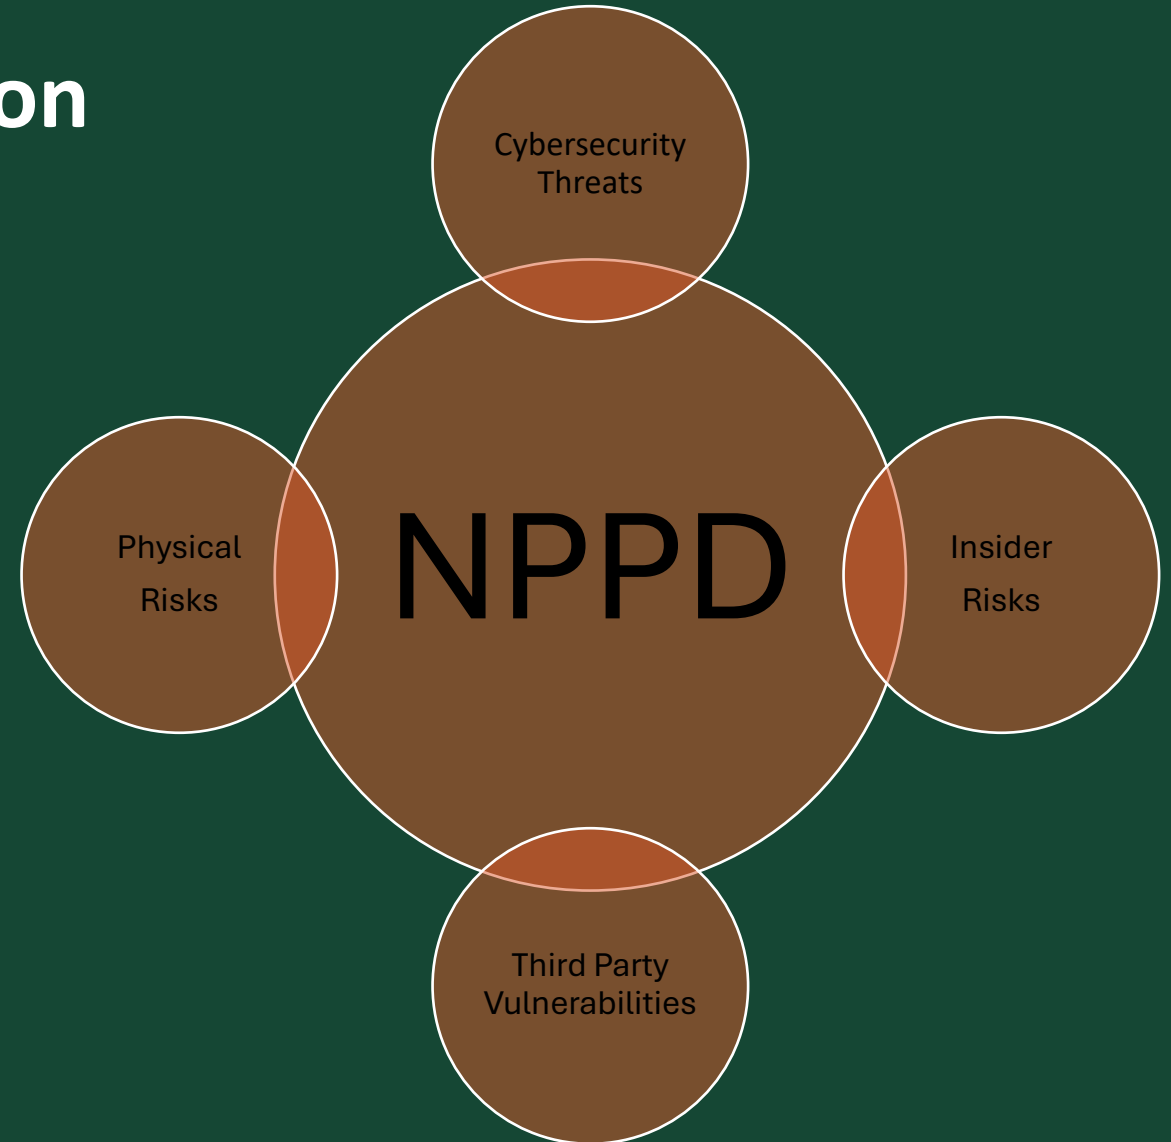 on
Cybersecurity
Threats
Physical
Risks
NPPD
Insider
Risks
Third Party
Vulnerabilities